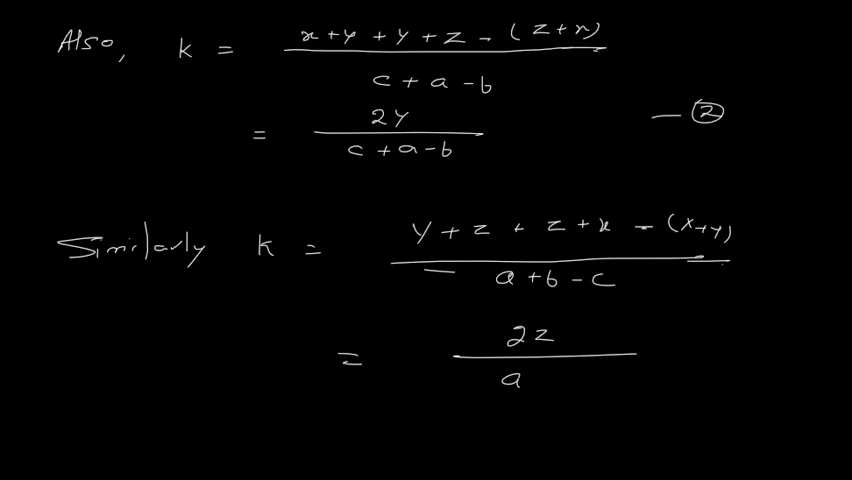 Also, k = x+y+y+z-(z+x) / c+a-b
= 2y / c+a-b — ②
Similarly k = y+z+z+x-(x+y) / a+b-c
= 2z / a